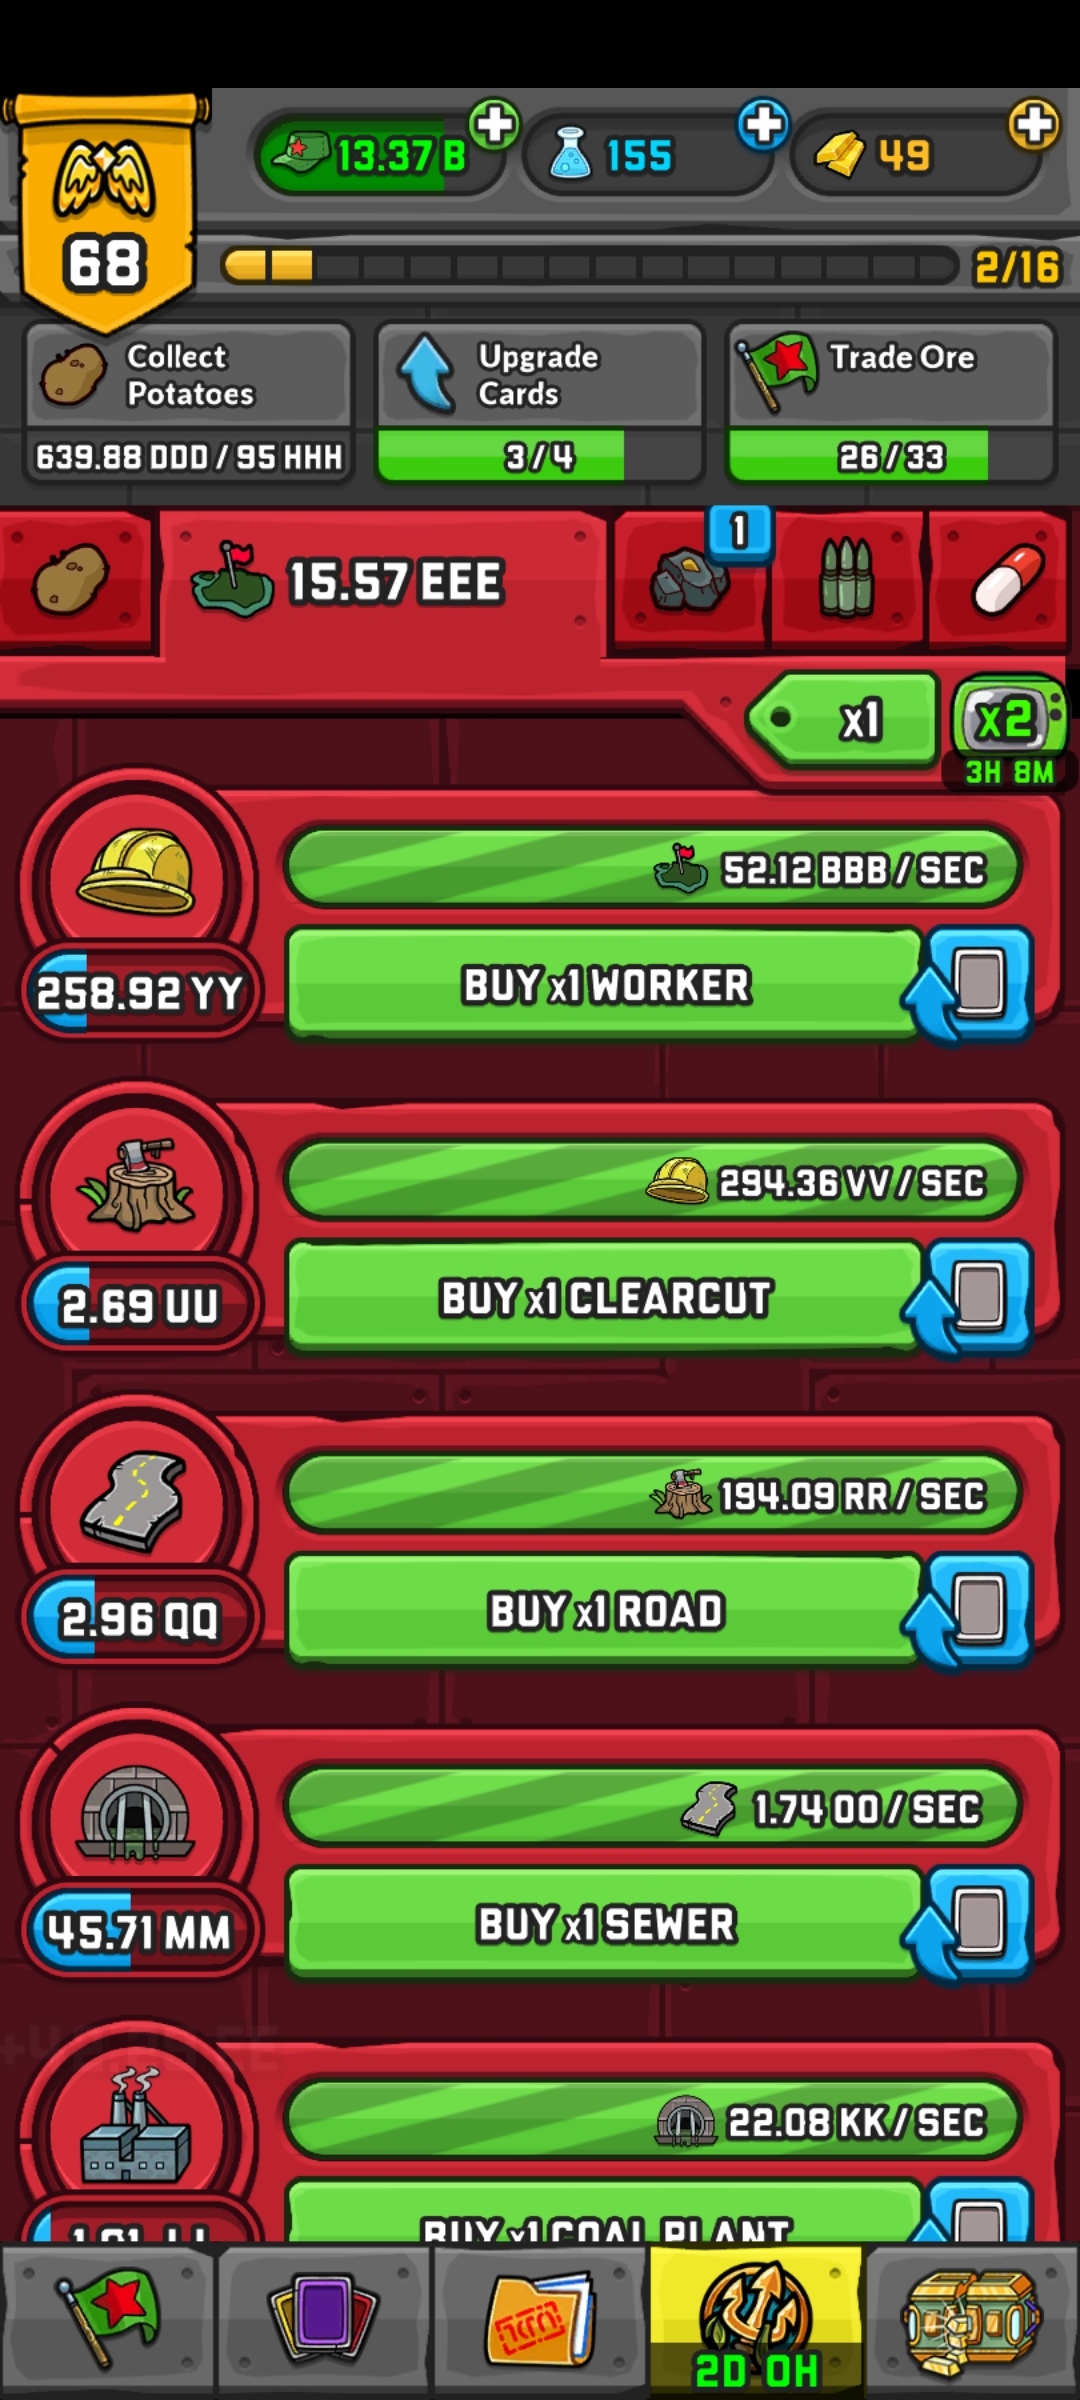 13.37 B
155
49
68
2/16
Collect
Potatoes
Upgrade
Cards
Trade Ore
639.88 DDD / 95 HHH
3/4
26/33
1
15.57 EEE
x1
x2
3H 8M
52.12 BBB / SEC
258.92 YY
BUY x1 WORKER
294.36 VV / SEC
2.69 UU
BUY x1 CLEARCUT
194.09 RR / SEC
2.96 QQ
BUY x1 ROAD
1.74 OO / SEC
45.71 MM
BUY x1 SEWER
22.08 KK / SEC
BUY x1 COAL PLANT
2D 0H